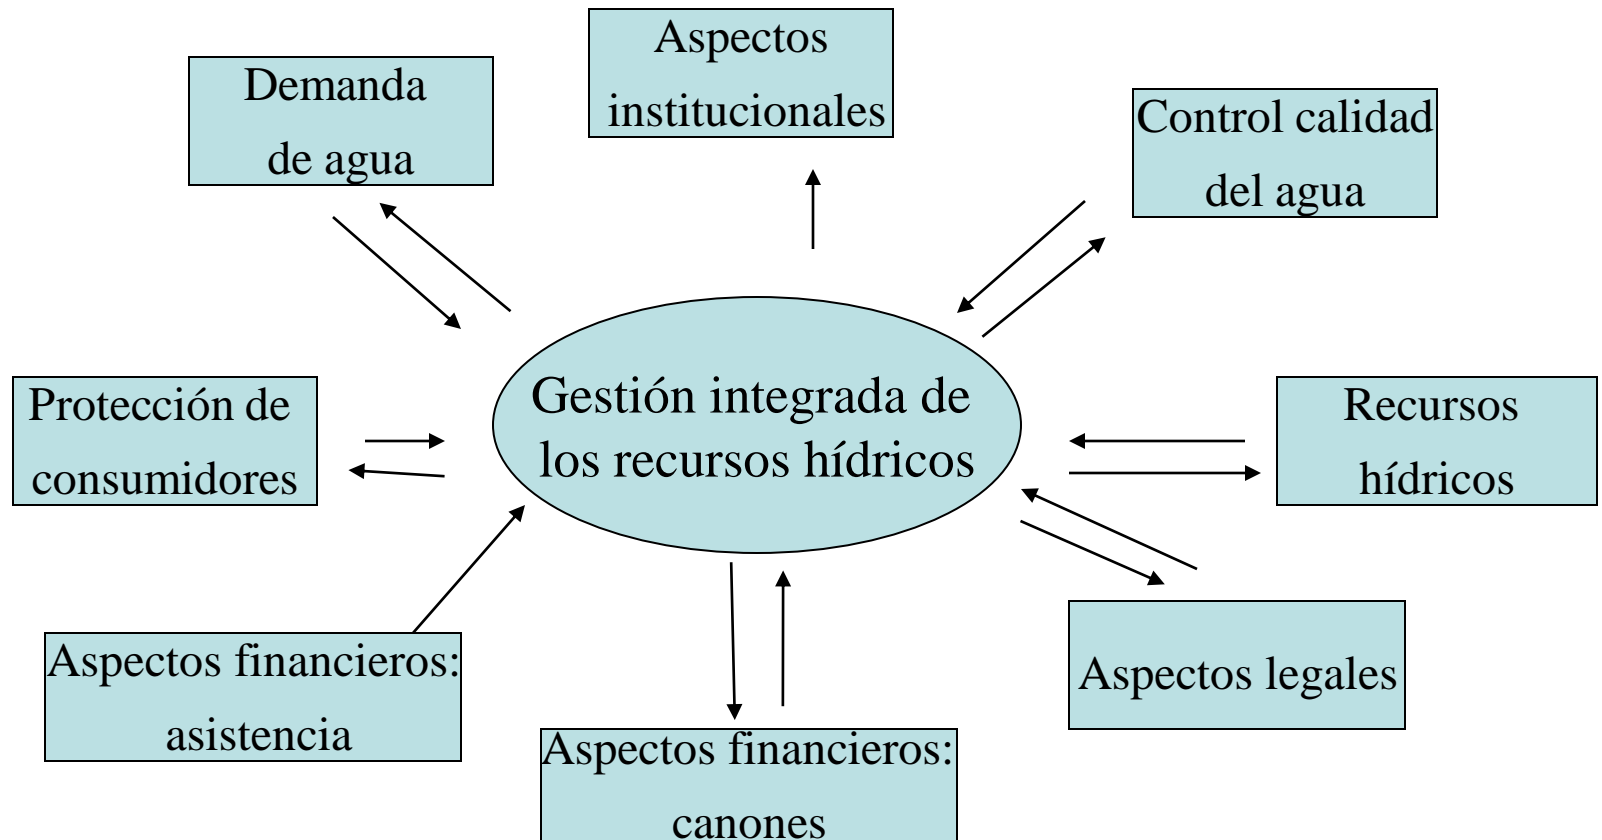 Aspectos
institucionales
Demanda
de agua
Control calidad
del agua
Protección de
consumidores
Gestión integrada de
los recursos hídricos
Recursos
hídricos
Aspectos financieros:
asistencia
Aspectos legales
Aspectos financieros:
canones